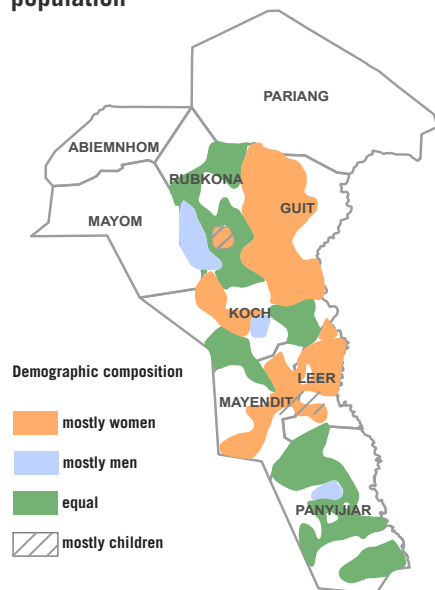 population
PARIANG
ABIEMNHOM
RUBKONA
MAYOM
GUIT
KOCH
Demographic composition
LEER
MAYENDIT
mostly women
mostly men
equal
PANYIJIAR
mostly children